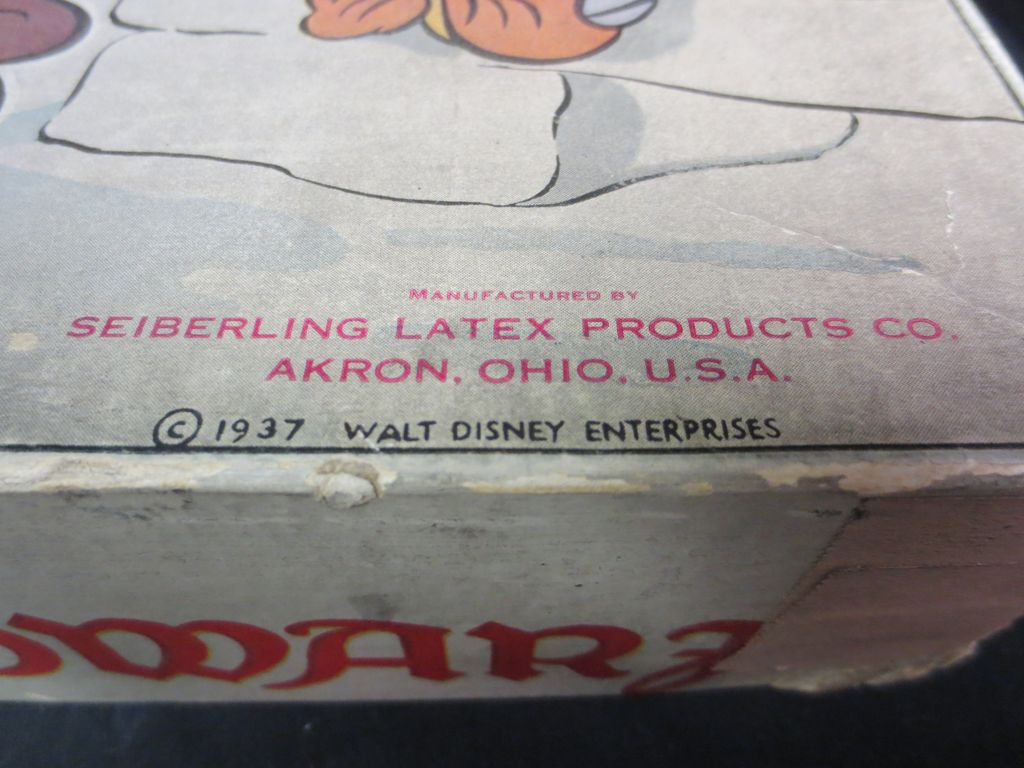 MANUFACTURED BY
SEIBERLING LATEX PRODUCTS CO.
AKRON, OHIO, U.S.A.
© 1937 WALT DISNEY ENTERPRISES